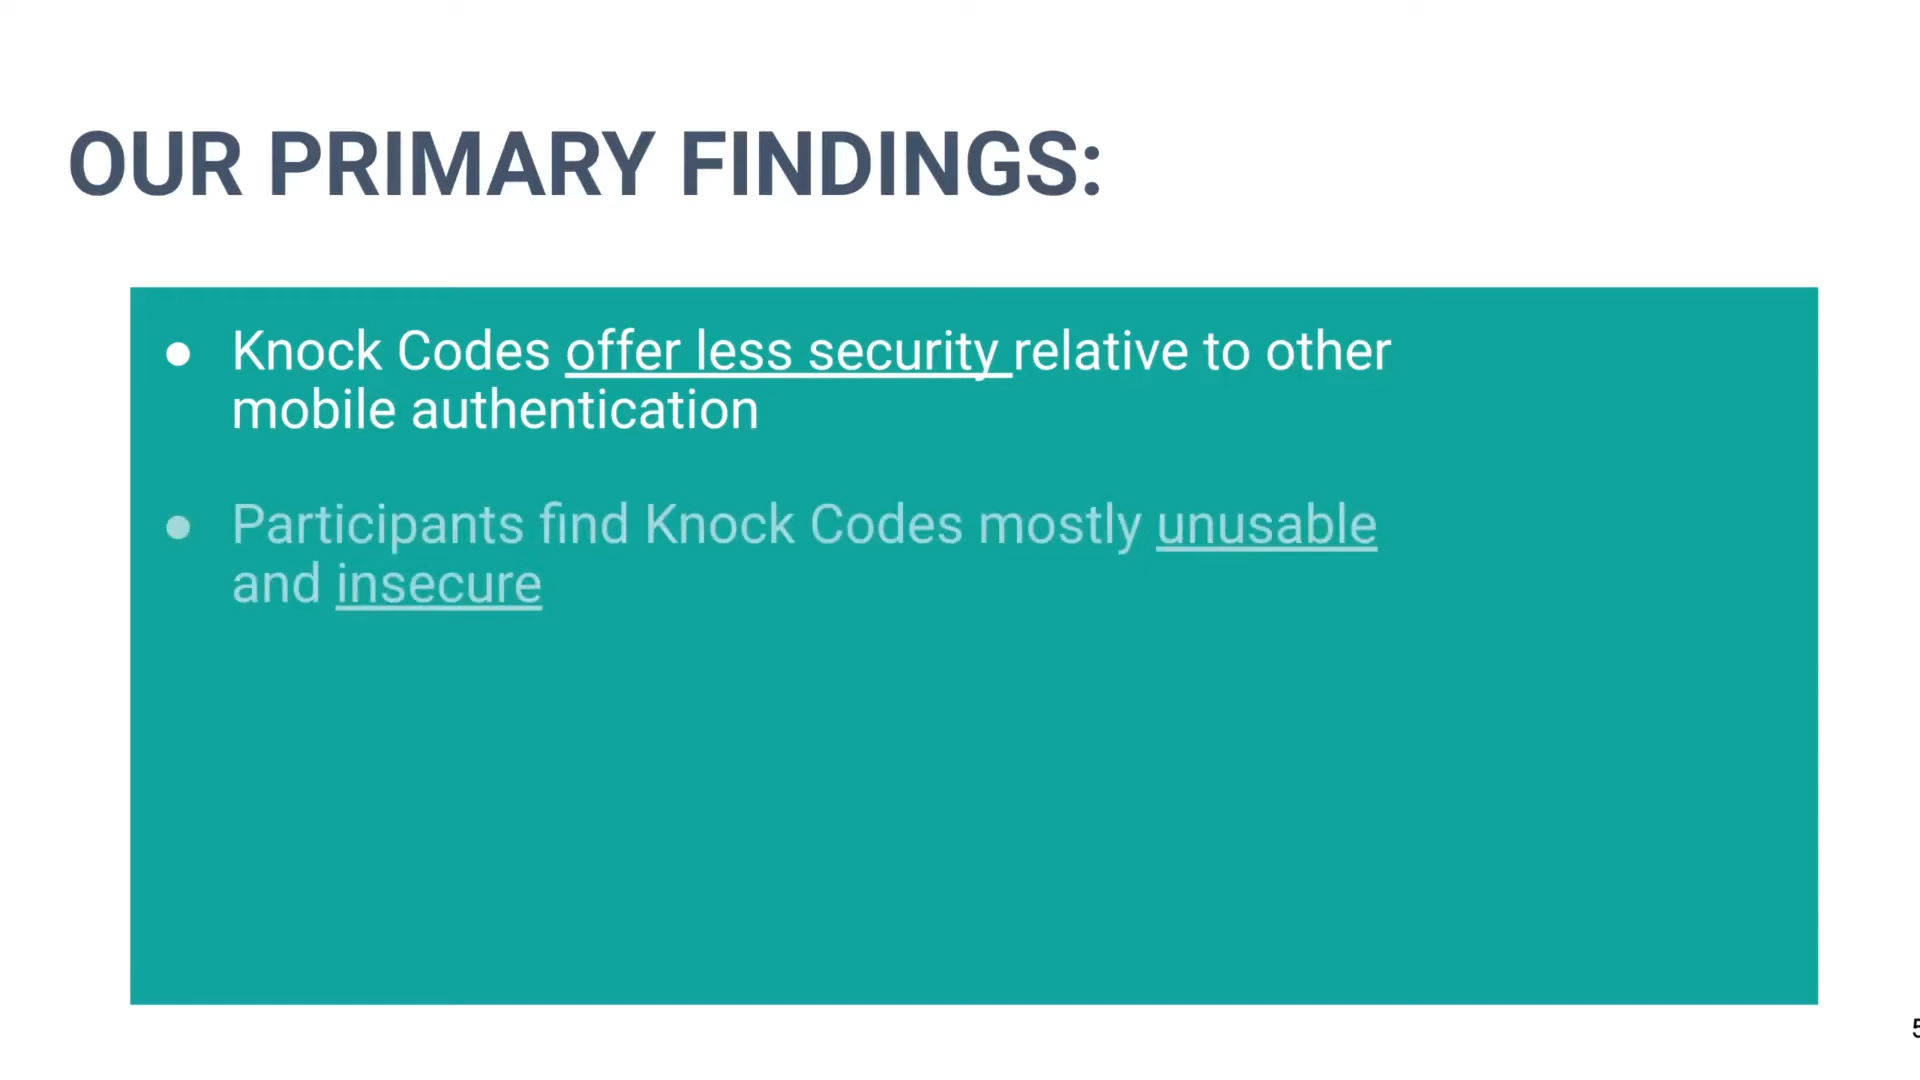 OUR PRIMARY FINDINGS:
● Knock Codes offer less security relative to other
mobile authentication
● Participants find Knock Codes mostly unusable
and insecure
5